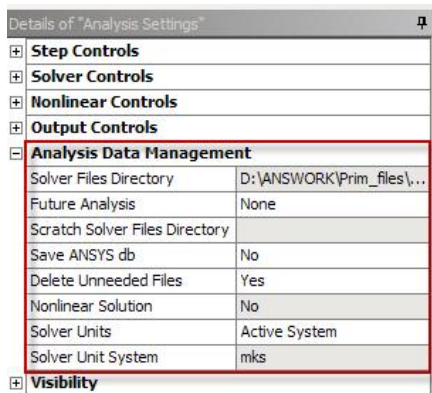 Details of "Analysis Settings"
Step Controls
Solver Controls
Nonlinear Controls
Output Controls
Analysis Data Management
Solver Files Directory D:\ANSWORK\Prim_files\...
Future Analysis None
Scratch Solver Files Directory
Save ANSYS db No
Delete Unneeded Files Yes
Nonlinear Solution No
Solver Units Active System
Solver Unit System mks
Visibility